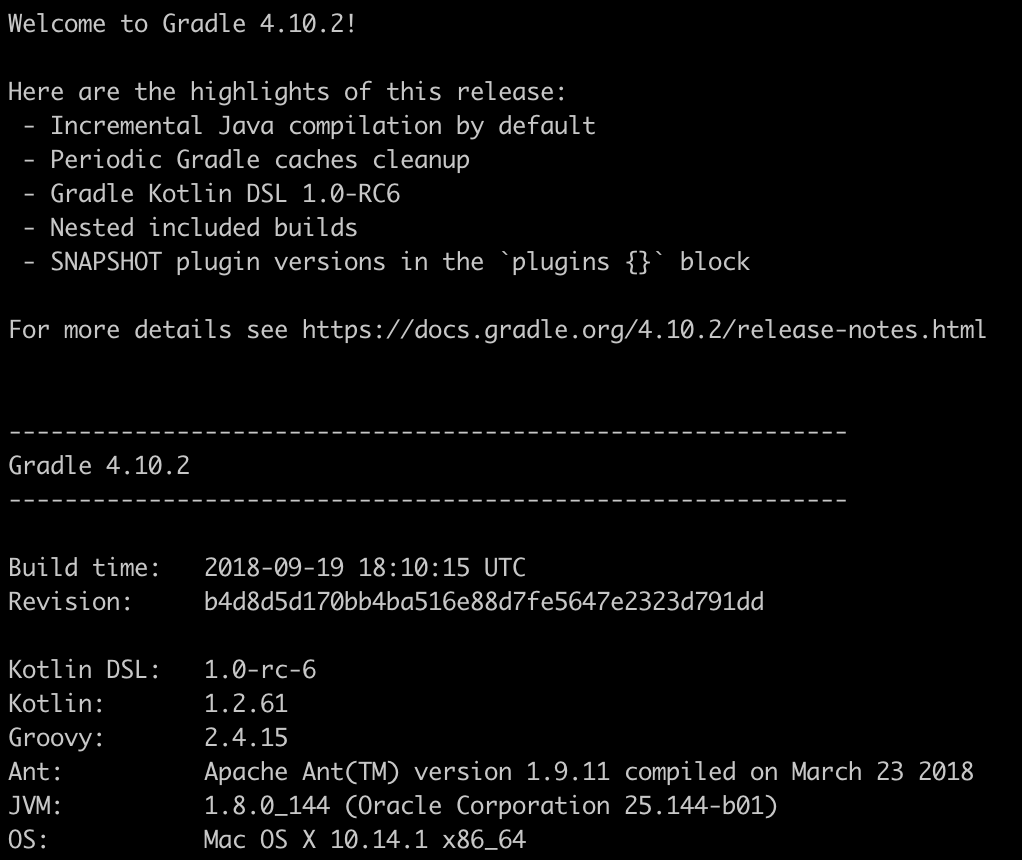 Welcome to Gradle 4.10.2!
Here are the highlights of this release:
 - Incremental Java compilation by default
 - Periodic Gradle caches cleanup
 - Gradle Kotlin DSL 1.0-RC6
 - Nested included builds
 - SNAPSHOT plugin versions in the `plugins {}` block
For more details see https://docs.gradle.org/4.10.2/release-notes.html
------------------------------------------------------------
Gradle 4.10.2
------------------------------------------------------------
Build time:   2018-09-19 18:10:15 UTC
Revision:     b4d8d5d170bb4ba516e88d7fe5647e2323d791dd
Kotlin DSL:   1.0-rc-6
Kotlin:       1.2.61
Groovy:       2.4.15
Ant:          Apache Ant(TM) version 1.9.11 compiled on March 23 2018
JVM:          1.8.0_144 (Oracle Corporation 25.144-b01)
OS:           Mac OS X 10.14.1 x86_64